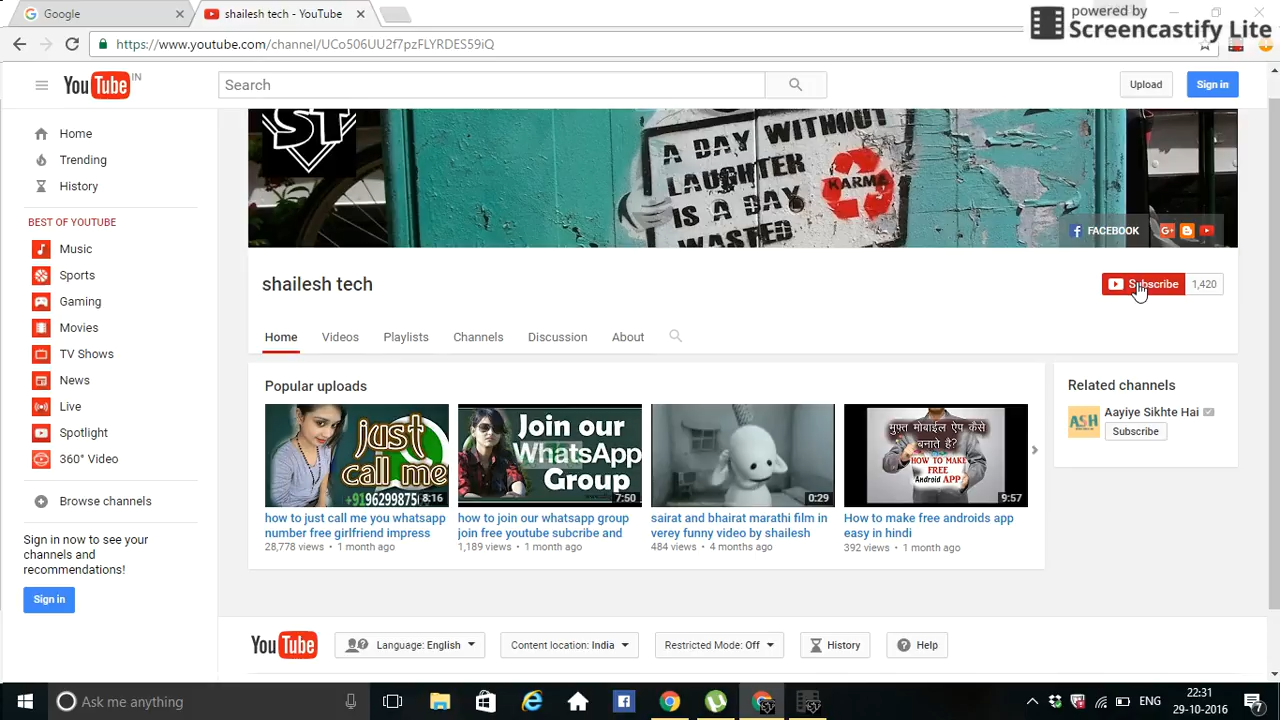 powered by
Screencastify Lite
Google
shailesh tech - YouTube
https://www.youtube.com/channel/UCo506UU2f7pzFLYRDES59iQ
YouTube IN
Search
Upload
Sign in
Home
Trending
History
BEST OF YOUTUBE
Music
Sports
Gaming
Movies
TV Shows
News
Live
Spotlight
360° Video
Browse channels
Sign in now to see your
channels and
recommendations!
Sign in
ST
A DAY WITHOUT
LAUGHTER
IS A DAY
WASTED
KARMA
FACEBOOK
shailesh tech
Subscribe 1,420
Home Videos Playlists Channels Discussion About
Popular uploads
just
call me
+9196299875
8:16
how to just call me you whatsapp
number free girlfriend impress
28,778 views • 1 month ago
Join our
WhatsApp
Group
7:50
how to join our whatsapp group
join free youtube subcribe and
1,189 views • 1 month ago
0:29
sairat and bhairat marathi film in
verey funny video by shailesh
484 views • 4 months ago
मुफ्त मोबाईल ऐप कैसे
बनाते है?
HOW TO MAKE
FREE
Android APP
9:57
How to make free androids app
easy in hindi
392 views • 1 month ago
Related channels
ASH
Aayiye Sikhte Hai
Subscribe
YouTube
Language: English
Content location: India
Restricted Mode: Off
History
Help
Ask me anything
ENG
22:31
29-10-2016
7